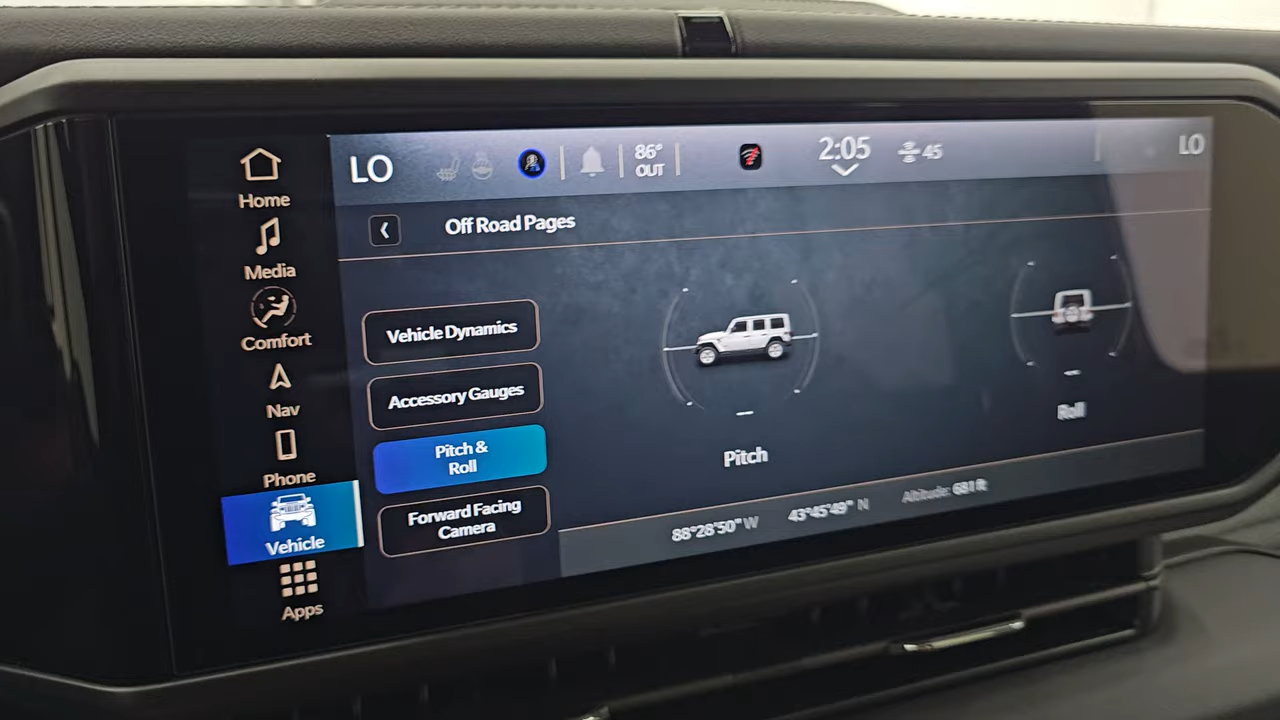 LO
86°
OUT
2:05
45
LO
Home
Media
Comfort
Nav
Phone
Vehicle
Apps
Off Road Pages
Vehicle Dynamics
Accessory Gauges
Pitch &
Roll
Forward Facing
Camera
Pitch
Roll
88°28'50" W
43°45'49" N
Altitude: 681 ft